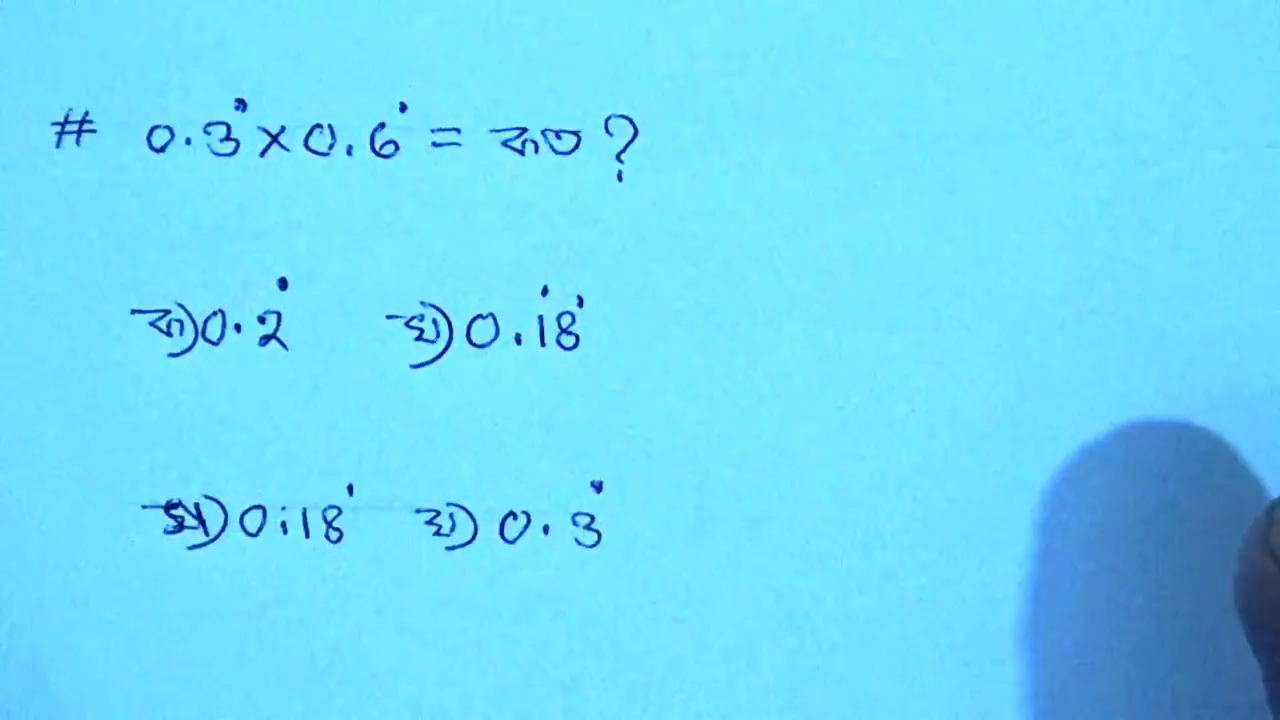 # 0.3̇ × 0.6̇ = কত ?
ক) 0.2̇ খ) 0.1̇8̇
গ) 0.18̇ ঘ) 0.3̇